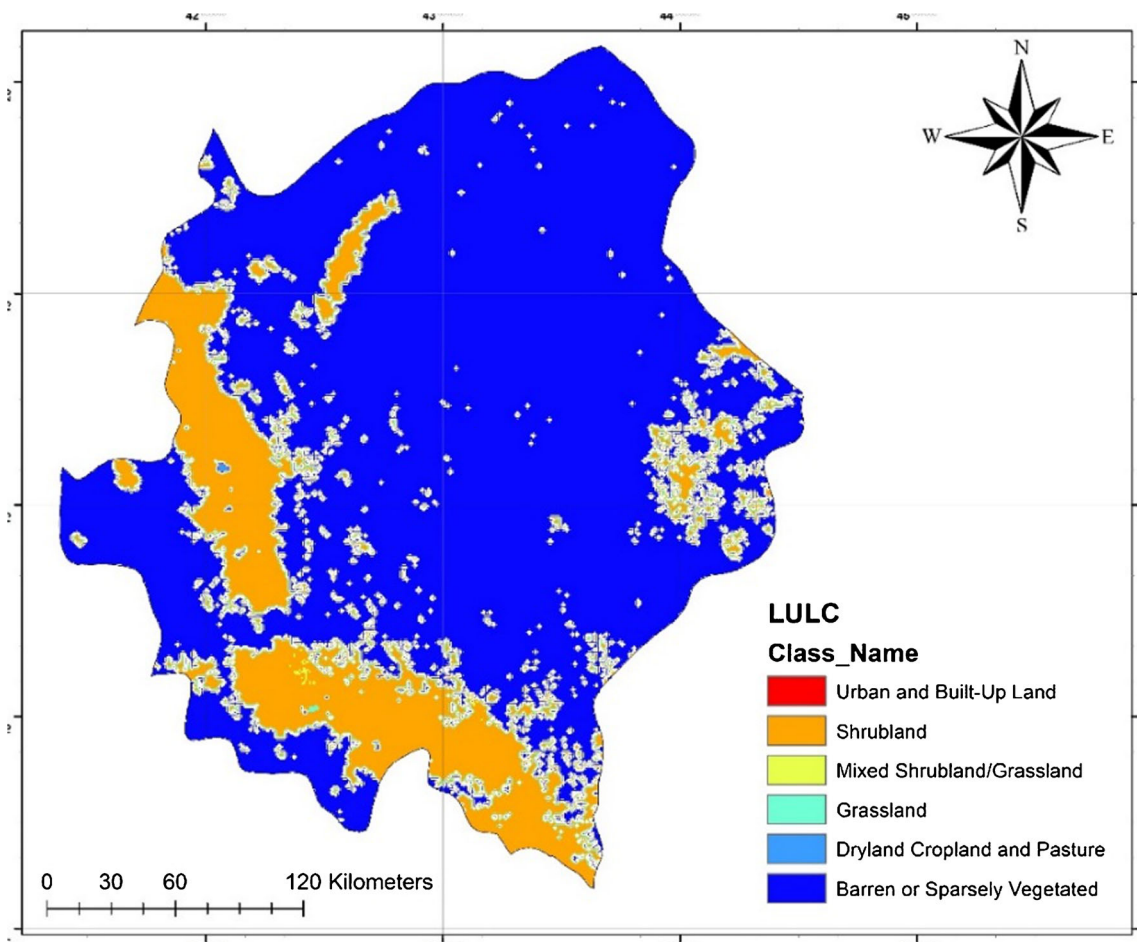 42 43 44 45
N
W E
S
LULC
Class_Name
Urban and Built-Up Land
Shrubland
Mixed Shrubland/Grassland
Grassland
Dryland Cropland and Pasture
Barren or Sparsely Vegetated
0 30 60 120 Kilometers